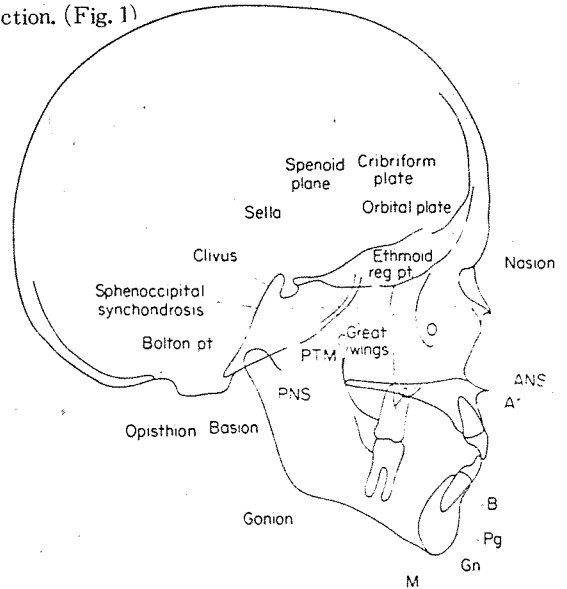 ction. (Fig. 1)
Spenoid
plane
Cribriform
plate
Sella
Orbital plate
Clivus
Ethmoid
reg pt.
Nasion
Sphenoccipital
synchondrosis
Bolton pt
Great
wings
PTM
O
PNS
ANS
A
Opisthion
Basion
B
Gonion
Pg
Gn
M